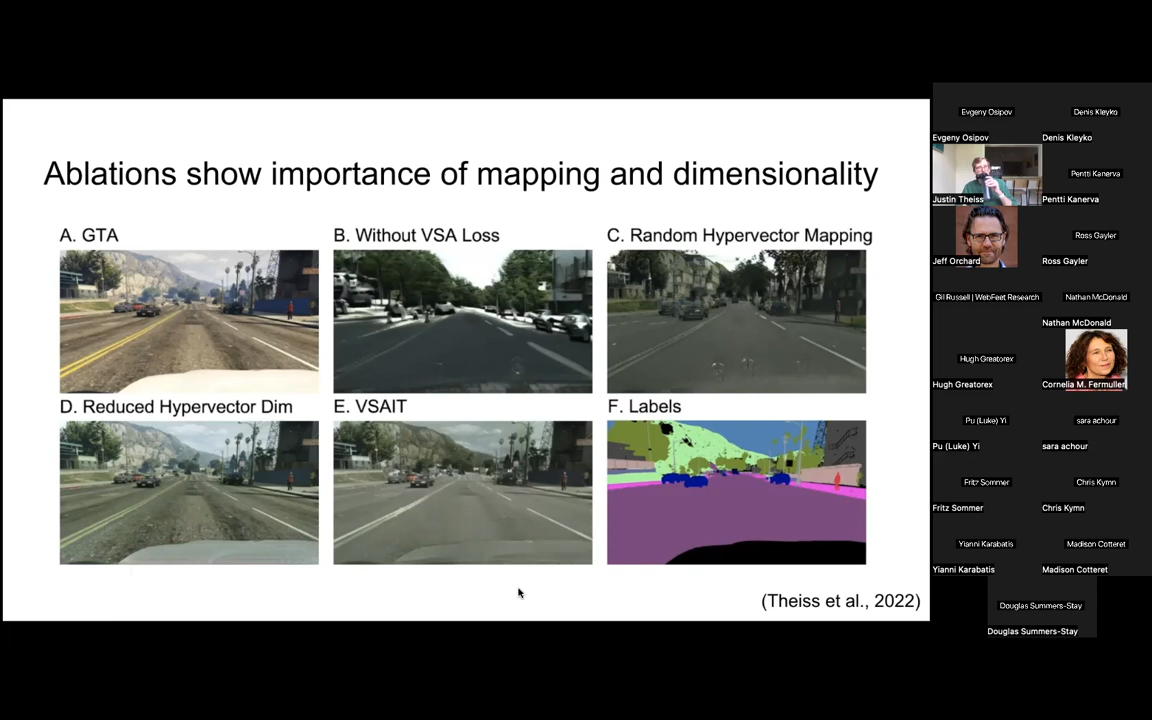 Ablations show importance of mapping and dimensionality
A. GTA
B. Without VSA Loss
C. Random Hypervector Mapping
D. Reduced Hypervector Dim
E. VSAIT
F. Labels
(Theiss et al., 2022)
Evgeny Osipov
Evgeny Osipov
Denis Kleyko
Denis Kleyko
Justin Theiss
Pentti Kanerva
Pentti Kanerva
Jeff Orchard
Ross Gayler
Ross Gayler
Gil Russell | WebFeet Research
Nathan McDonald
Nathan McDonald
Hugh Greatorex
Hugh Greatorex
Cornelia M. Fermuller
Pu (Luke) Yi
Pu (Luke) Yi
sara achour
sara achour
Fritz Sommer
Fritz Sommer
Chris Kymn
Chris Kymn
Yianni Karabatis
Yianni Karabatis
Madison Cotteret
Madison Cotteret
Douglas Summers-Stay
Douglas Summers-Stay